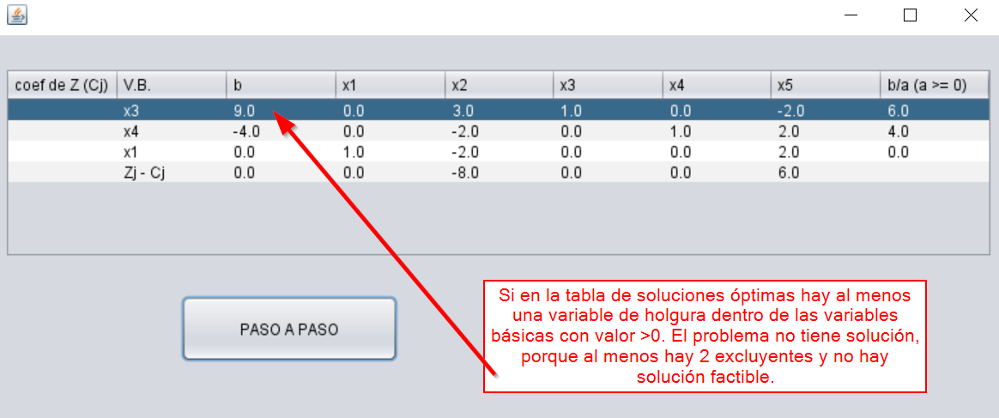 coef de Z (Cj) V.B. b x1 x2 x3 x4 x5 b/a (a >= 0)
x3 9.0 0.0 3.0 1.0 0.0 -2.0 6.0
x4 -4.0 0.0 -2.0 0.0 1.0 2.0 4.0
x1 0.0 1.0 -2.0 0.0 0.0 2.0 0.0
Zj - Cj 0.0 0.0 -8.0 0.0 0.0 6.0
PASO A PASO
Si en la tabla de soluciones óptimas hay al menos
una variable de holgura dentro de las variables
básicas con valor >0. El problema no tiene solución,
porque al menos hay 2 excluyentes y no hay
solución factible.